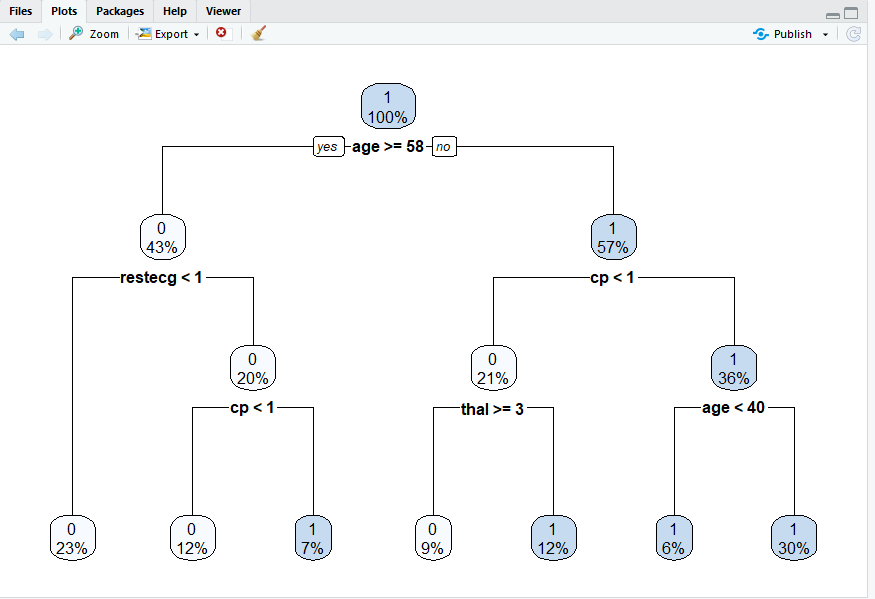 Files Plots Packages Help Viewer
Zoom Export Publish
1
100%
yes age >= 58 no
0 1
43% 57%
restecg < 1 cp < 1
0 0 1
20% 21% 36%
cp < 1 thal >= 3 age < 40
0 0 1 0 1 1 1
23% 12% 7% 9% 12% 6% 30%